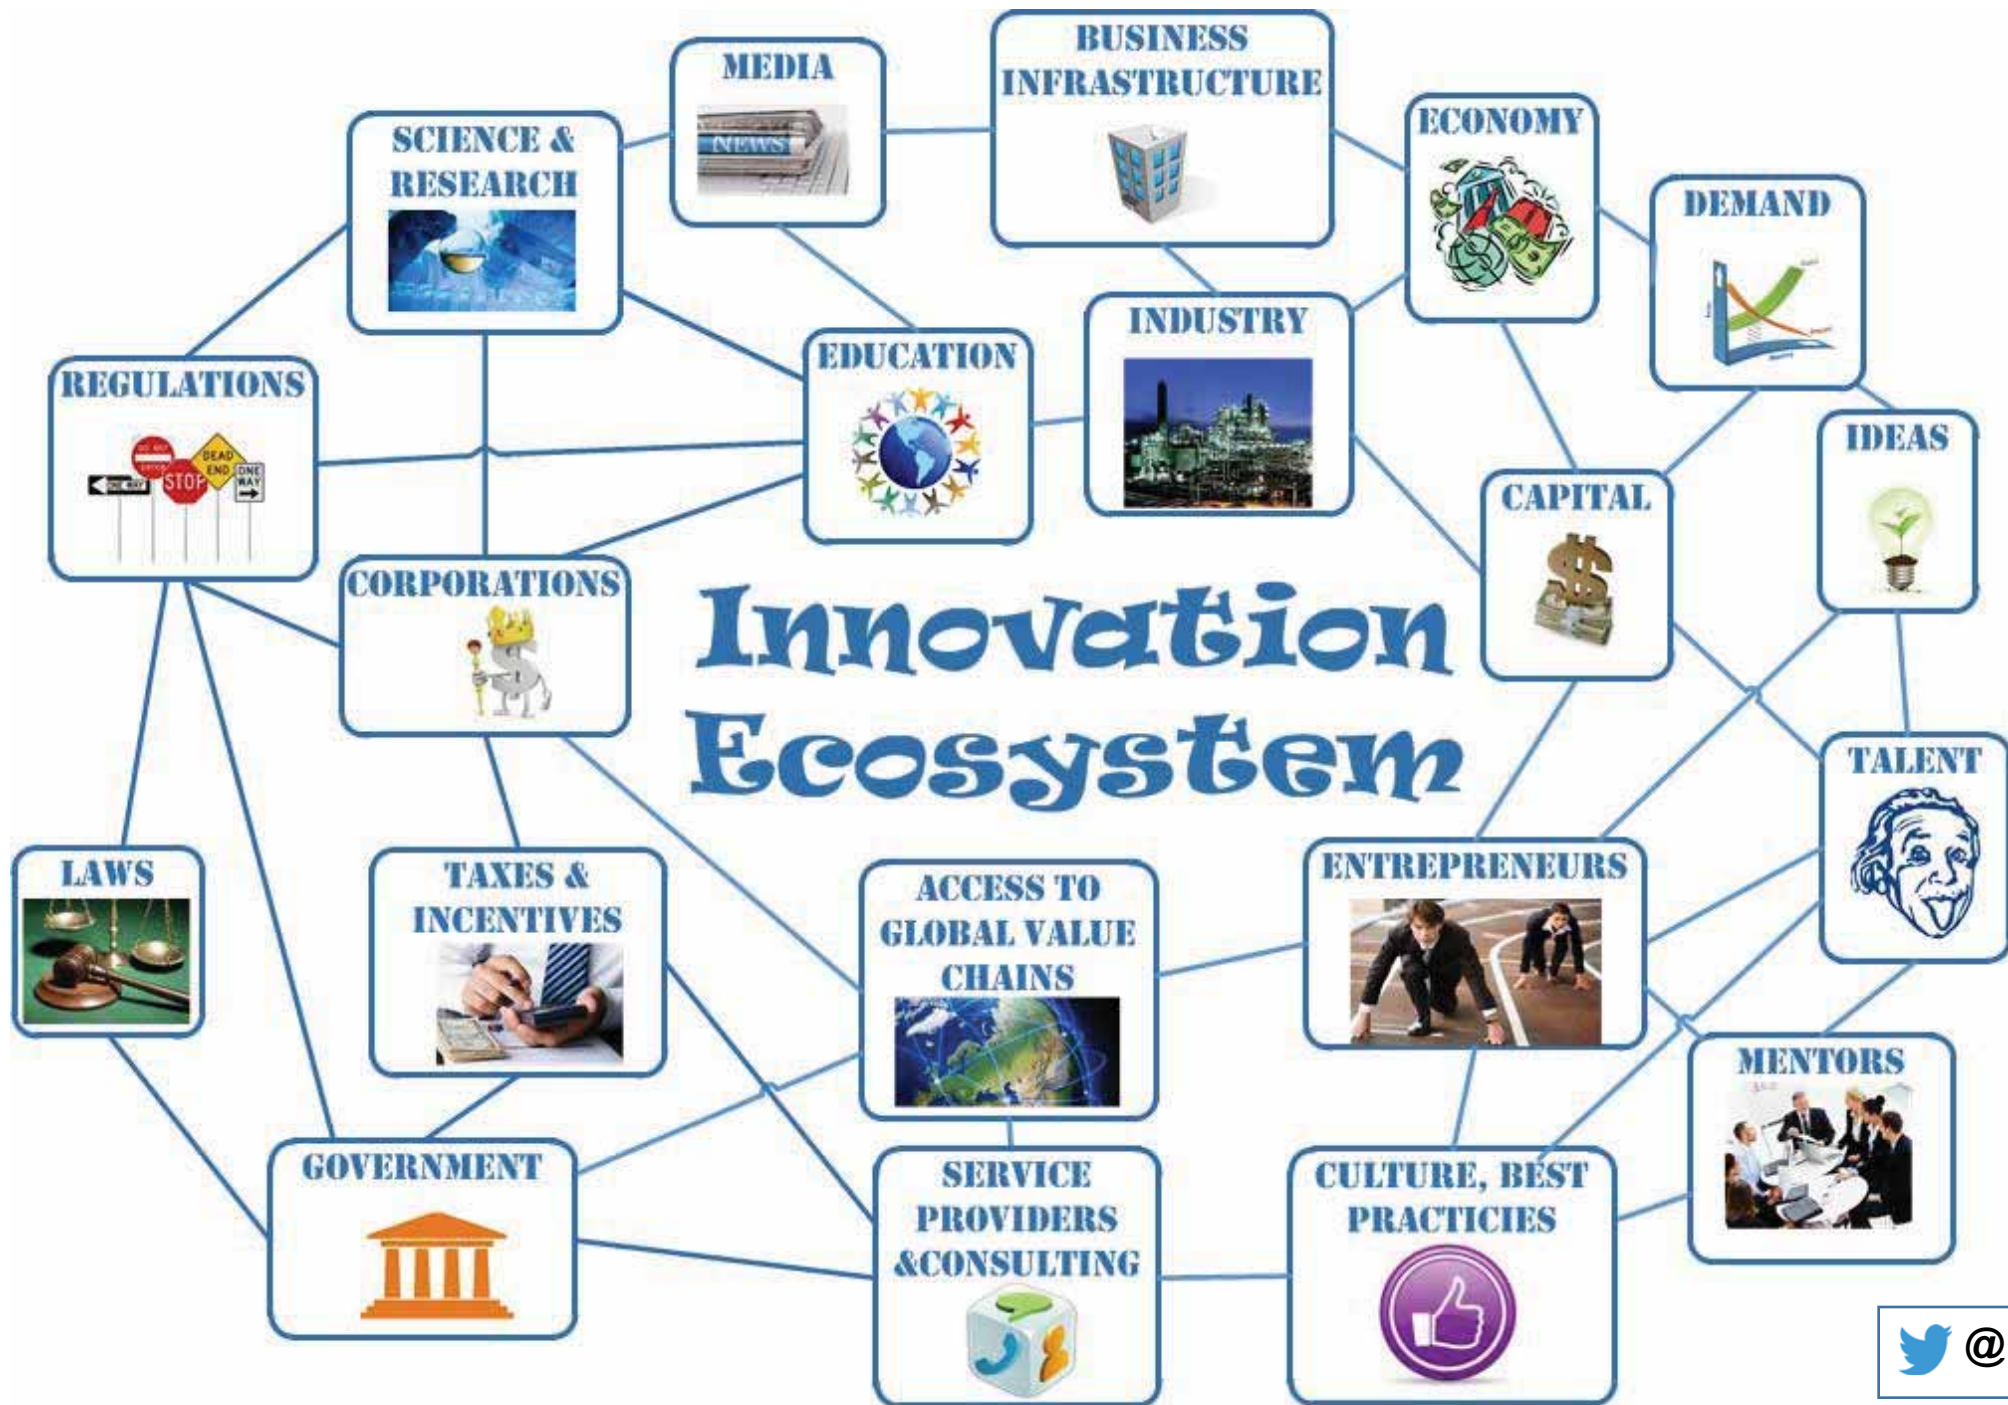 MEDIA
NEWS
BUSINESS
INFRASTRUCTURE
SCIENCE &
RESEARCH
ECONOMY
DEMAND
REGULATIONS
DEAD
END
STOP
ONE
WAY
EDUCATION
INDUSTRY
IDEAS
CAPITAL
CORPORATIONS
Innovation
Ecosystem
TALENT
LAWS
TAXES &
INCENTIVES
ACCESS TO
GLOBAL VALUE
CHAINS
ENTREPRENEURS
MENTORS
GOVERNMENT
SERVICE
PROVIDERS
&CONSULTING
CULTURE, BEST
PRACTICIES
@